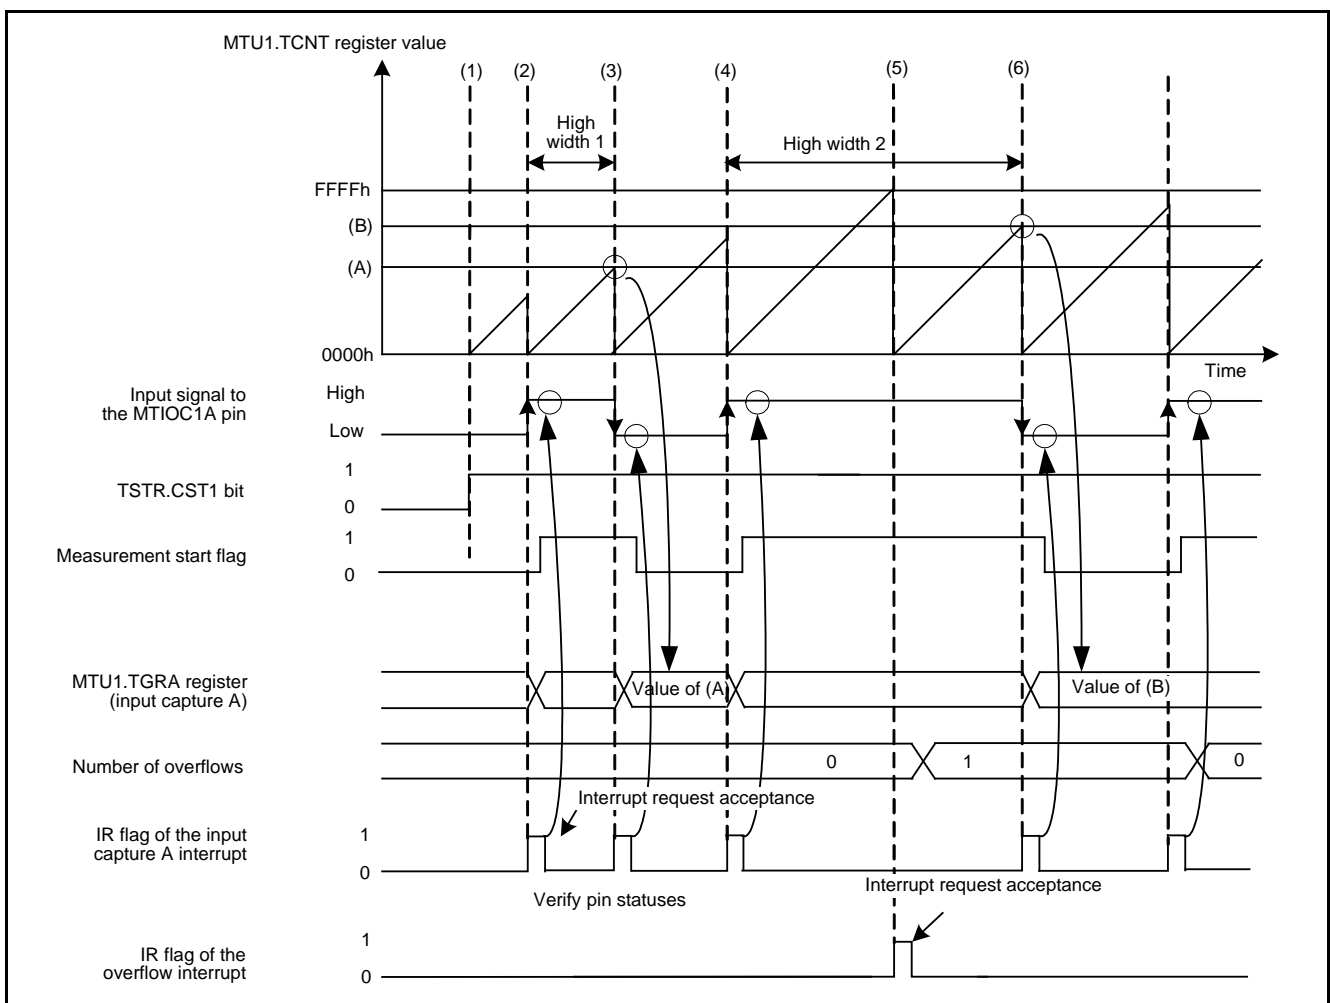 MTU1.TCNT register value
(1)
(2)
(3)
(4)
(5)
(6)
High
width 1
High width 2
FFFFh
(B)
(A)
0000h
Time
Input signal to
the MTIOC1A pin
High
Low
TSTR.CST1 bit
1
0
Measurement start flag
1
0
MTU1.TGRA register
(input capture A)
Value of (A)
Value of (B)
Number of overflows
0
1
0
Interrupt request acceptance
IR flag of the input
capture A interrupt
1
0
Interrupt request acceptance
Verify pin statuses
IR flag of the
overflow interrupt
1
0